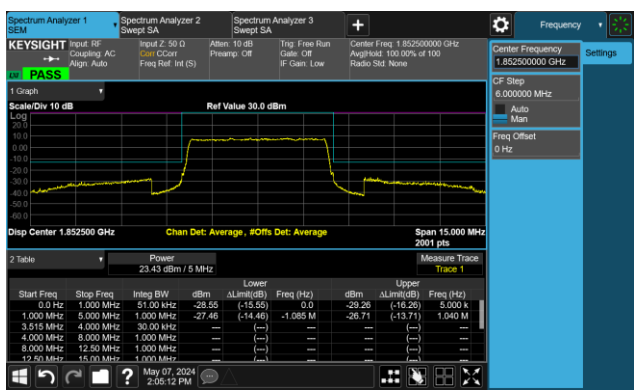 Spectrum Analyzer 1
SEM
Spectrum Analyzer 2
Swept SA
Spectrum Analyzer 3
Swept SA
+
Frequency
KEYSIGHT
Input: RF
Coupling: AC
Align: Auto
Input Z: 50 Ω
Corr CCorr
Freq Ref: Int (S)
Atten: 10 dB
Preamp: Off
Trig: Free Run
Gate: Off
IF Gain: Low
Center Freq: 1.852500000 GHz
Avg|Hold: 100.00% of 100
Radio Std: None
PASS
Center Frequency
1.852500000 GHz
Settings
CF Step
6.000000 MHz
Auto
Man
Freq Offset
0 Hz
1 Graph
Scale/Div 10 dB
Ref Value 30.0 dBm
Log
20.0
10.0
0.00
-10.0
-20.0
-30.0
-40.0
-50.0
-60.0
Disp Center 1.852500 GHz
Chan Det: Average, #Offs Det: Average
Span 15.000 MHz
2001 pts
2 Table
Power
23.43 dBm / 5 MHz
Measure Trace
Trace 1
Lower Upper
Start Freq Stop Freq Integ BW dBm ΔLimit(dB) Freq (Hz) dBm ΔLimit(dB) Freq (Hz)
0.0 Hz 1.000 MHz 51.00 kHz -28.55 (-15.55) 0.0 -29.26 (-16.26) 5.000 k
1.000 MHz 5.000 MHz 1.000 MHz -27.46 (-14.46) -1.085 M -26.71 (-13.71) 1.040 M
3.515 MHz 4.000 MHz 30.00 kHz --- (---) --- --- (---) ---
4.000 MHz 8.000 MHz 1.000 MHz --- (---) --- --- (---) ---
8.000 MHz 12.50 MHz 1.000 MHz --- (---) --- --- (---) ---
12.50 MHz 15.00 MHz 1.000 MHz --- (---) --- --- (---) ---
?
May 07, 2024
2:05:12 PM